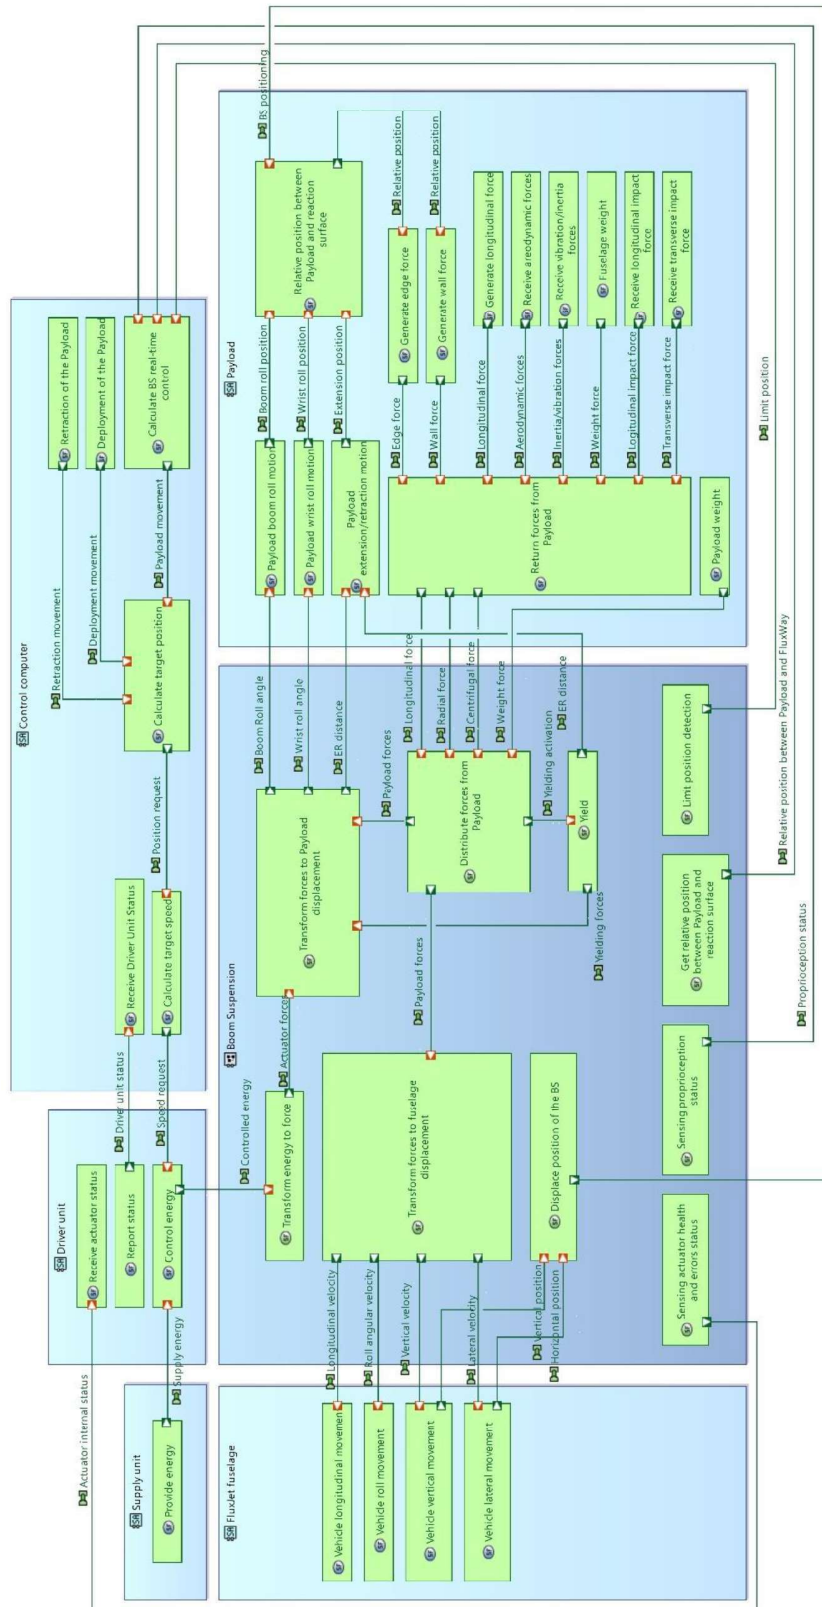 Control computer
Retraction movement
Deployment movement
Retraction of the Payload
Deployment of the Payload
Calculate target position
Payload movement
Calculate BS real-time
control
Position request
Receive Driver Unit Status
Calculate target speed
Driver unit status
Speed request
Driver unit
Receive actuator status
Report status
Control energy
Actuator internal status
Supply energy
Supply unit
Provide energy
Controlled energy
BS positioning
Payload
Relative position between
Payload and reaction
surface
Relative position
Relative position
Boom roll position
Wrist roll position
Extension position
Payload boom roll motion
Payload wrist roll motion
Payload
extension/retraction motion
Generate edge force
Generate wall force
Edge force
Wall force
Generate longitudinal force
Receive areodynamic forces
Receive vibration/inertia
forces
Fuselage weight
Receive longitudinal impact
force
Receive transverse impact
force
Longitudinal force
Aerodynamic forces
Inertia/vibration forces
Weight force
Logitudinal impact force
Transverse impact force
Return forces from
Payload
Payload weight
Boom Suspension
Boom Roll angle
Wrist roll angle
ER distance
Transform forces to Payload
displacement
Payload forces
Longitudinal force
Radial force
Centrifugal force
Weight force
Distribute forces from
Payload
Yielding activation
ER distance
Yield
Yielding forces
Actuator forces
Transform energy to force
Payload forces
Transform forces to fuselage
displacement
Displace position of the BS
Limt position detection
Get relative position
between Payload and
reaction surface
Sensing proprioception
status
Sensing actuator health
and errors status
Limit position
Relative position between Payload and FluxWay
Proprioception status
FluxJet fuselage
Longitudinal velocity
Roll angular velocity
Vertical velocity
Lateral velocity
Vertical position
Horizontal position
Vehicle longitudinal movement
Vehicle roll movement
Vehicle vertical movement
Vehicle lateral movement